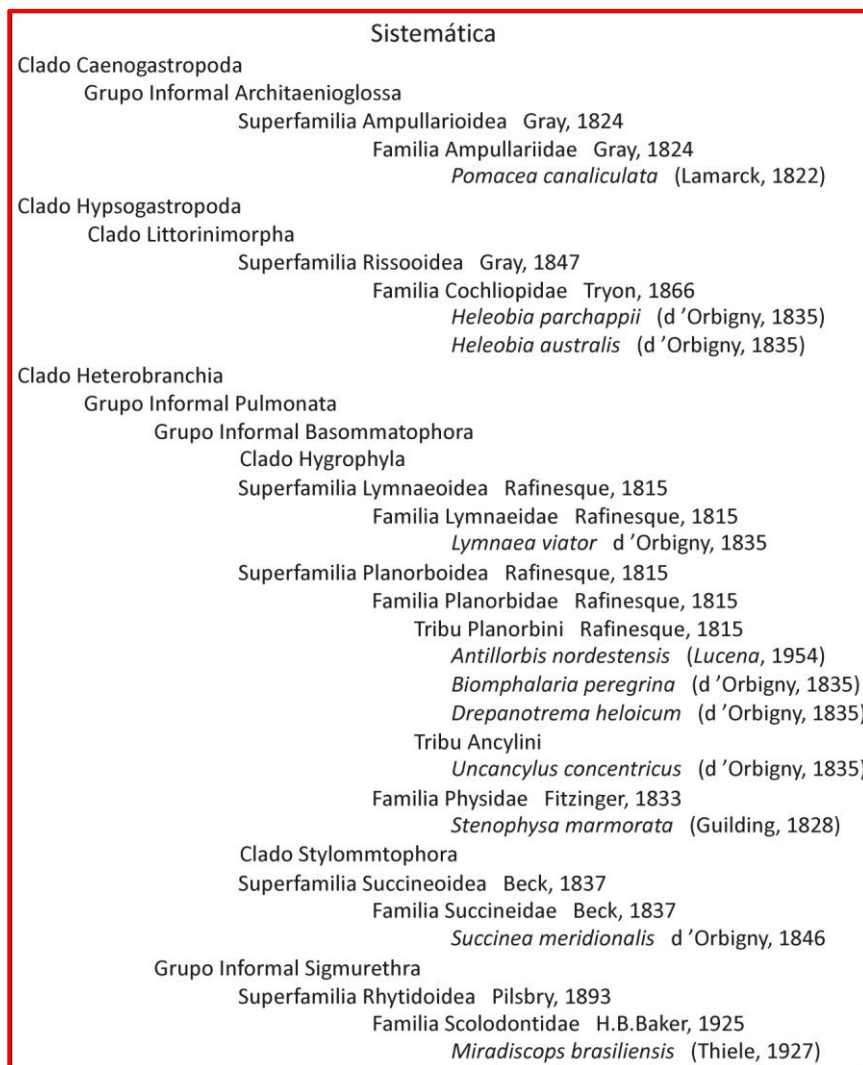 Sistemática
Clado Caenogastropoda
Grupo Informal Architaenioglossa
Superfamilia Ampullarioidea Gray, 1824
Familia Ampullariidae Gray, 1824
Pomacea canaliculata (Lamarck, 1822)
Clado Hypsogastropoda
Clado Littorinimorpha
Superfamilia Rissooidea Gray, 1847
Familia Cochliopidae Tryon, 1866
Heleobia parchappii (d ’Orbigny, 1835)
Heleobia australis (d ’Orbigny, 1835)
Clado Heterobranchia
Grupo Informal Pulmonata
Grupo Informal Basommatophora
Clado Hygrophyla
Superfamilia Lymnaeoidea Rafinesque, 1815
Familia Lymnaeidae Rafinesque, 1815
Lymnaea viator d ’Orbigny, 1835
Superfamilia Planorboidea Rafinesque, 1815
Familia Planorbidae Rafinesque, 1815
Tribu Planorbini Rafinesque, 1815
Antillorbis nordestensis (Lucena, 1954)
Biomphalaria peregrina (d ’Orbigny, 1835)
Drepanotrema heloicum (d ’Orbigny, 1835)
Tribu Ancylini
Uncancylus concentricus (d ’Orbigny, 1835)
Familia Physidae Fitzinger, 1833
Stenophysa marmorata (Guilding, 1828)
Clado Stylommtophora
Superfamilia Succineoidea Beck, 1837
Familia Succineidae Beck, 1837
Succinea meridionalis d ’Orbigny, 1846
Grupo Informal Sigmurethra
Superfamilia Rhytidoidea Pilsbry, 1893
Familia Scolodontidae H.B.Baker, 1925
Miradiscops brasiliensis (Thiele, 1927)